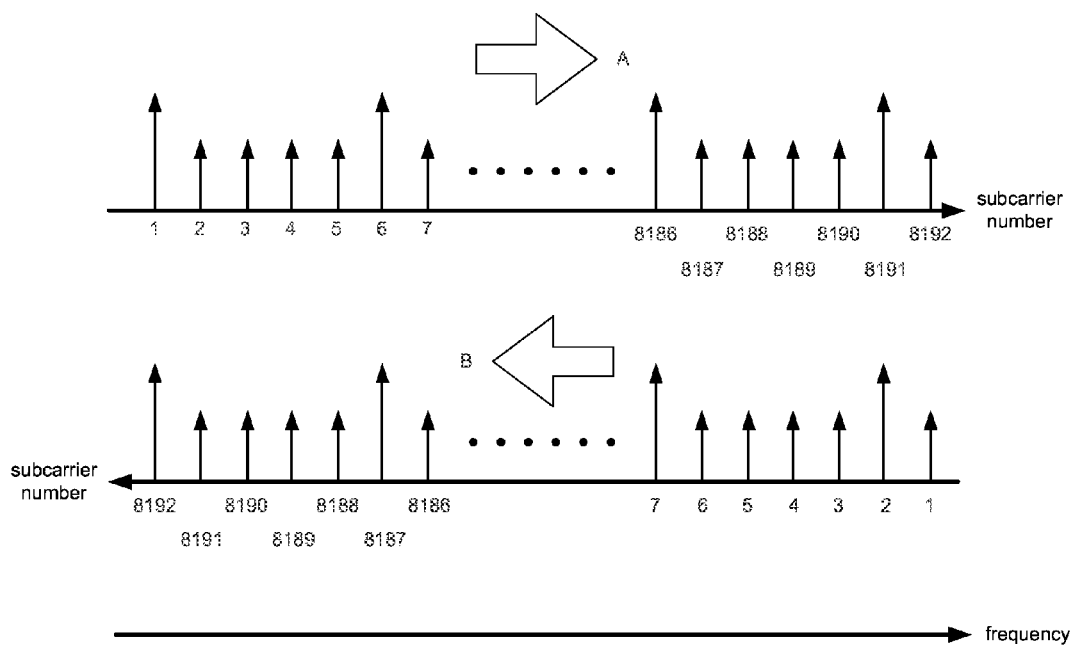 A
subcarrier
number
1 2 3 4 5 6 7 8186 8188 8190 8192
8187 8189 8191
B
subcarrier
number
8192 8190 8188 8186 7 6 5 4 3 2 1
8191 8189 8187
frequency